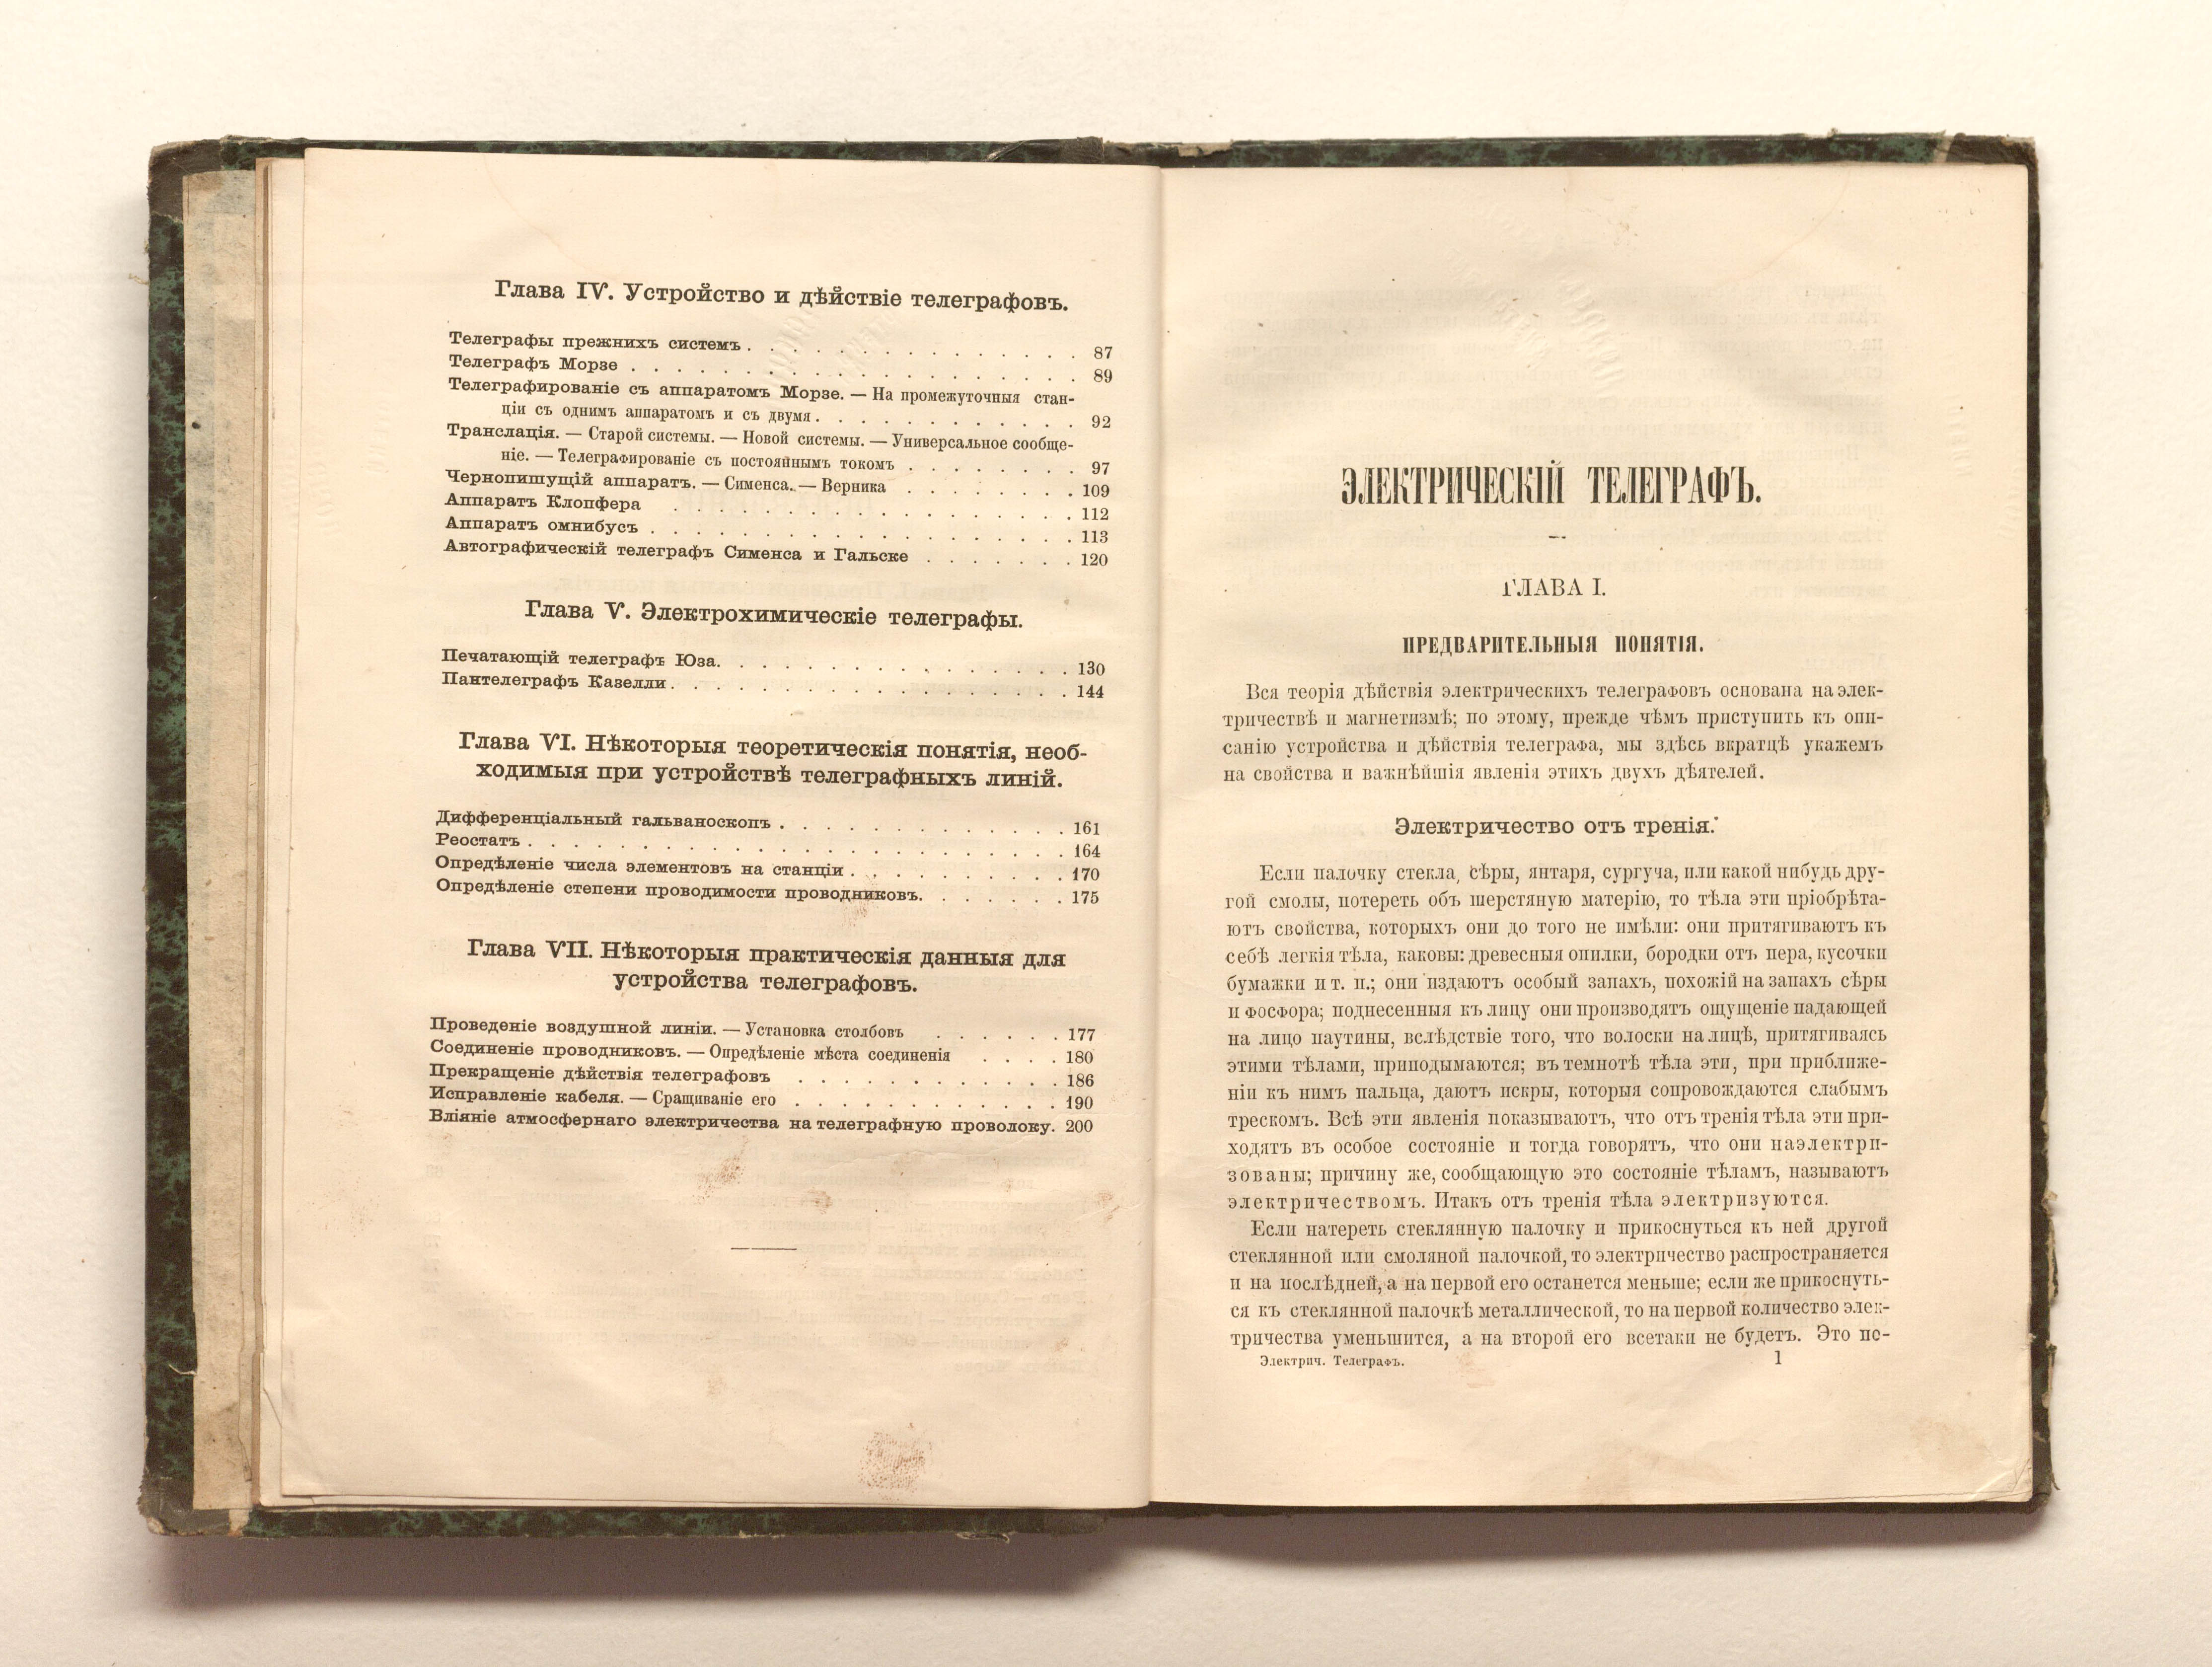 Глава IV. Устройство и дѣйствіе телеграфовъ.
Телеграфы прежнихъ системъ . . . . . . . . . . . . . . . 87
Телеграфъ Морзе . . . . . . . . . . . . . . . . . . . . 89
Телеграфированіе съ аппаратомъ Морзе. — На промежуточныя стан-
ціи съ однимъ аппаратомъ и съ двумя . . . . . . . . . . . . 92
Трансляція. — Старой системы. — Новой системы. — Универсальное сообще-
ніе. — Телеграфированіе съ постояннымъ токомъ . . . . . . . . 97
Чернопишущій аппаратъ. — Сименса. — Верника . . . . . . . . 109
Аппаратъ Клопфера . . . . . . . . . . . . . . . . . . 112
Аппаратъ омнибусъ . . . . . . . . . . . . . . . . . . . 113
Автографическій телеграфъ Сименса и Гальске . . . . . . . 120
Глава V. Электрохимическіе телеграфы.
Печатающій телеграфъ Юза. . . . . . . . . . . . . . . . 130
Пантелеграфъ Казелли . . . . . . . . . . . . . . . . . . 144
Глава VI. Нѣкоторыя теоретическія понятія, необ-
ходимыя при устройствѣ телеграфныхъ линій.
Дифференціальный гальваноскопъ . . . . . . . . . . . . . 161
Реостатъ . . . . . . . . . . . . . . . . . . . . . . . . 164
Опредѣленіе числа элементовъ на станціи . . . . . . . . . . 170
Опредѣленіе степени проводимости проводниковъ. . . . . . . 175
Глава VII. Нѣкоторыя практическія данныя для
устройства телеграфовъ.
Проведеніе воздушной линіи. — Установка столбовъ . . . . . . 177
Соединеніе проводниковъ. — Опредѣленіе мѣста соединенія . . . . 180
Прекращеніе дѣйствія телеграфовъ . . . . . . . . . . . . 186
Исправленіе кабеля. — Сращиваніе его . . . . . . . . . . . . 190
Вліяніе атмосфернаго электричества на телеграфную проволоку. 200
ЭЛЕКТРИЧЕСКІЙ ТЕЛЕГРАФЪ.
ГЛАВА I.
ПРЕДВАРИТЕЛЬНЫЯ ПОНЯТІЯ.
Вся теорія дѣйствія электрическихъ телеграфовъ основана на элек-
тричествѣ и магнетизмѣ; по этому, прежде чѣмъ приступить къ опи-
санію устройства и дѣйствія телеграфа, мы здѣсь вкратцѣ укажемъ
на свойства и важнѣйшія явленія этихъ двухъ дѣятелей.
Электричество отъ тренія.
Если палочку стекла, сѣры, янтаря, сургуча, или какой нибудь дру-
гой смолы, потереть объ шерстяную матерію, то тѣла эти пріобрѣта-
ютъ свойства, которыхъ они до того не имѣли: они притягиваютъ къ
себѣ легкія тѣла, каковы: древесныя опилки, бородки отъ пера, кусочки
бумажки и т. п.; они издаютъ особый запахъ, похожій на запахъ сѣры
и фосфора; поднесенныя къ лицу они производятъ ощущеніе падающей
на лицо паутины, вслѣдствіе того, что волоски на лицѣ, притягиваясь
этими тѣлами, приподымаются; въ темнотѣ тѣла эти, при приближе-
ніи къ нимъ пальца, даютъ искры, которыя сопровождаются слабымъ
трескомъ. Всѣ эти явленія показываютъ, что отъ тренія тѣла эти при-
ходятъ въ особое состояніе и тогда говорятъ, что они наэлектри-
зованы; причину же, сообщающую это состояніе тѣламъ, называютъ
электричествомъ. Итакъ отъ тренія тѣла электризуются.
Если натереть стеклянную палочку и прикоснуться къ ней другой
стеклянной или смоляной палочкой, то электричество распространяется
и на послѣдней, а на первой его останется меньше; если же прикоснуть-
ся къ стеклянной палочкѣ металлической, то на первой количество элек-
тричества уменьшится, а на второй его всетаки не будетъ. Это по-
Электрич. Телеграфъ. 1